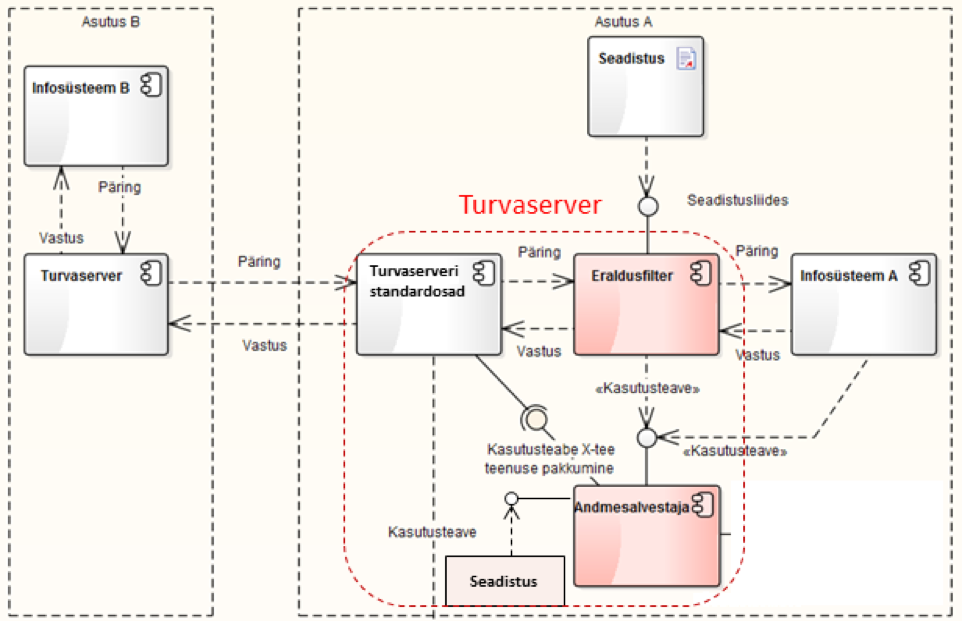 Asutus B
Asutus A
Infosüsteem B
Seadistus
Päring
Vastus
Seadistusliides
Turvaserver
Turvaserver
Päring
Turvaserveri
standardosad
Päring
Eraldusfilter
Päring
Infosüsteem A
Vastus
Vastus
Vastus
«Kasutusteave»
Kasutusteabe X-tee
teenuse pakkumine
«Kasutusteave»
Andmesalvestaja
Kasutusteave
Seadistus